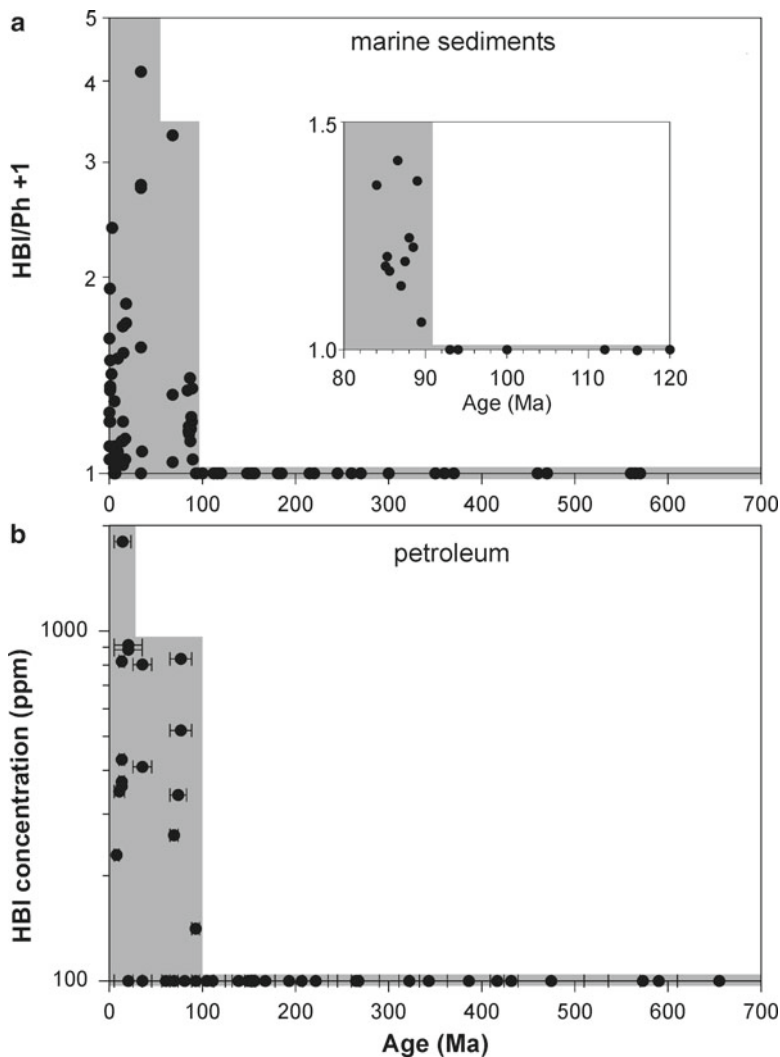 a
marine sediments
HBI/Ph +1
5
4
3
2
1
1.5
1.0
80 90 100 110 120
Age (Ma)
0 100 200 300 400 500 600 700
b
petroleum
HBI concentration (ppm)
1000
100
0 100 200 300 400 500 600 700
Age (Ma)